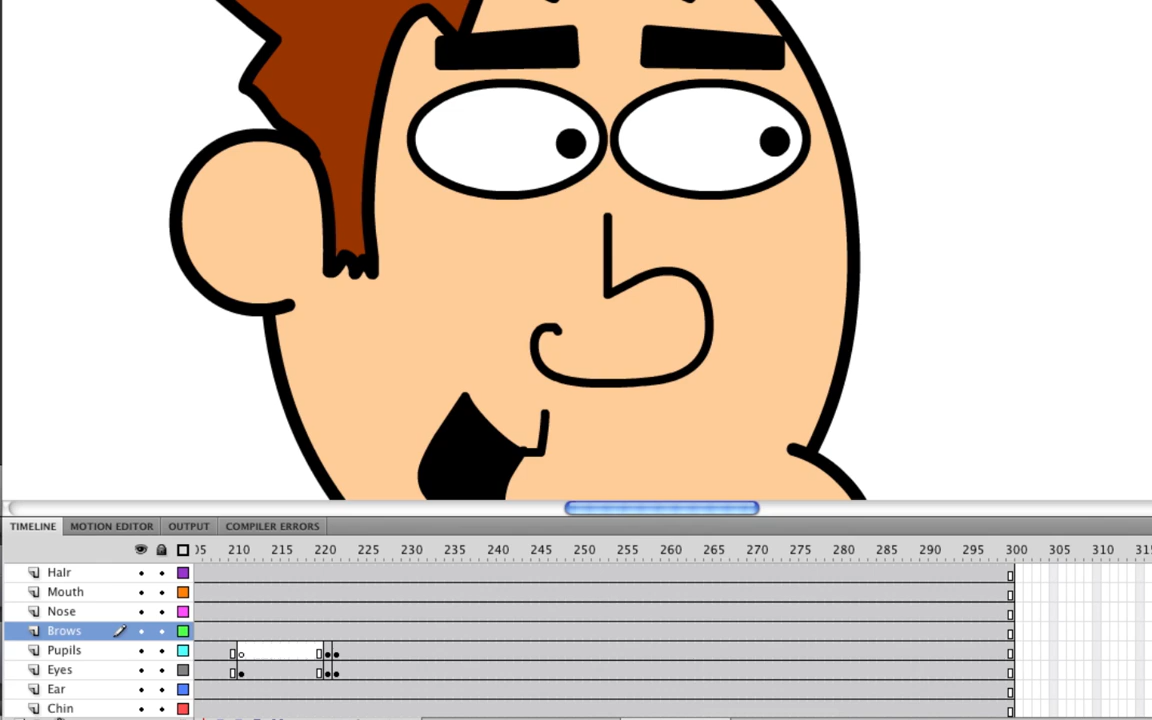 TIMELINE MOTION EDITOR OUTPUT COMPILER ERRORS
05 210 215 220 225 230 235 240 245 250 255 260 265 270 275 280 285 290 295 300 305 310 315
Hair
Mouth
Nose
Brows
Pupils
Eyes
Ear
Chin